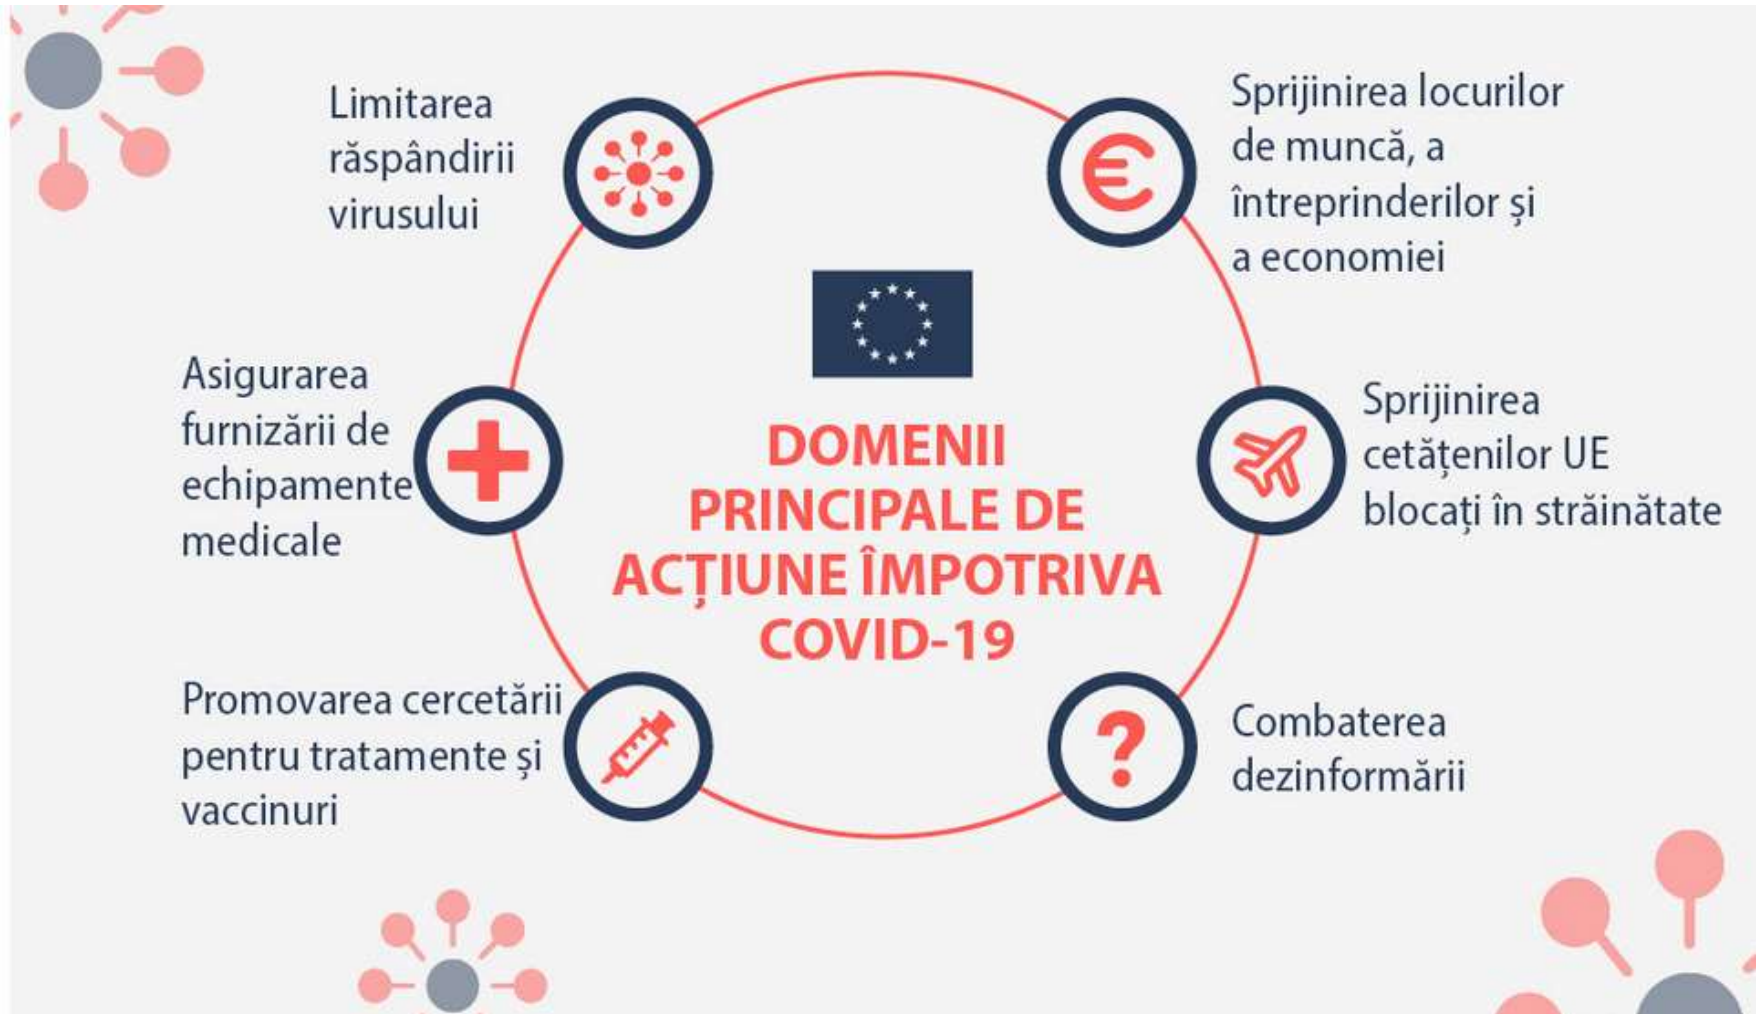 Limitarea
răspândirii
virusului
Sprijinirea locurilor
de muncă, a
întreprinderilor și
a economiei
Asigurarea
furnizării de
echipamente
medicale
DOMENII
PRINCIPALE DE
ACȚIUNE ÎMPOTRIVA
COVID-19
Sprijinirea
cetățenilor UE
blocați în străinătate
Promovarea cercetării
pentru tratamente și
vaccinuri
Combaterea
dezinformării